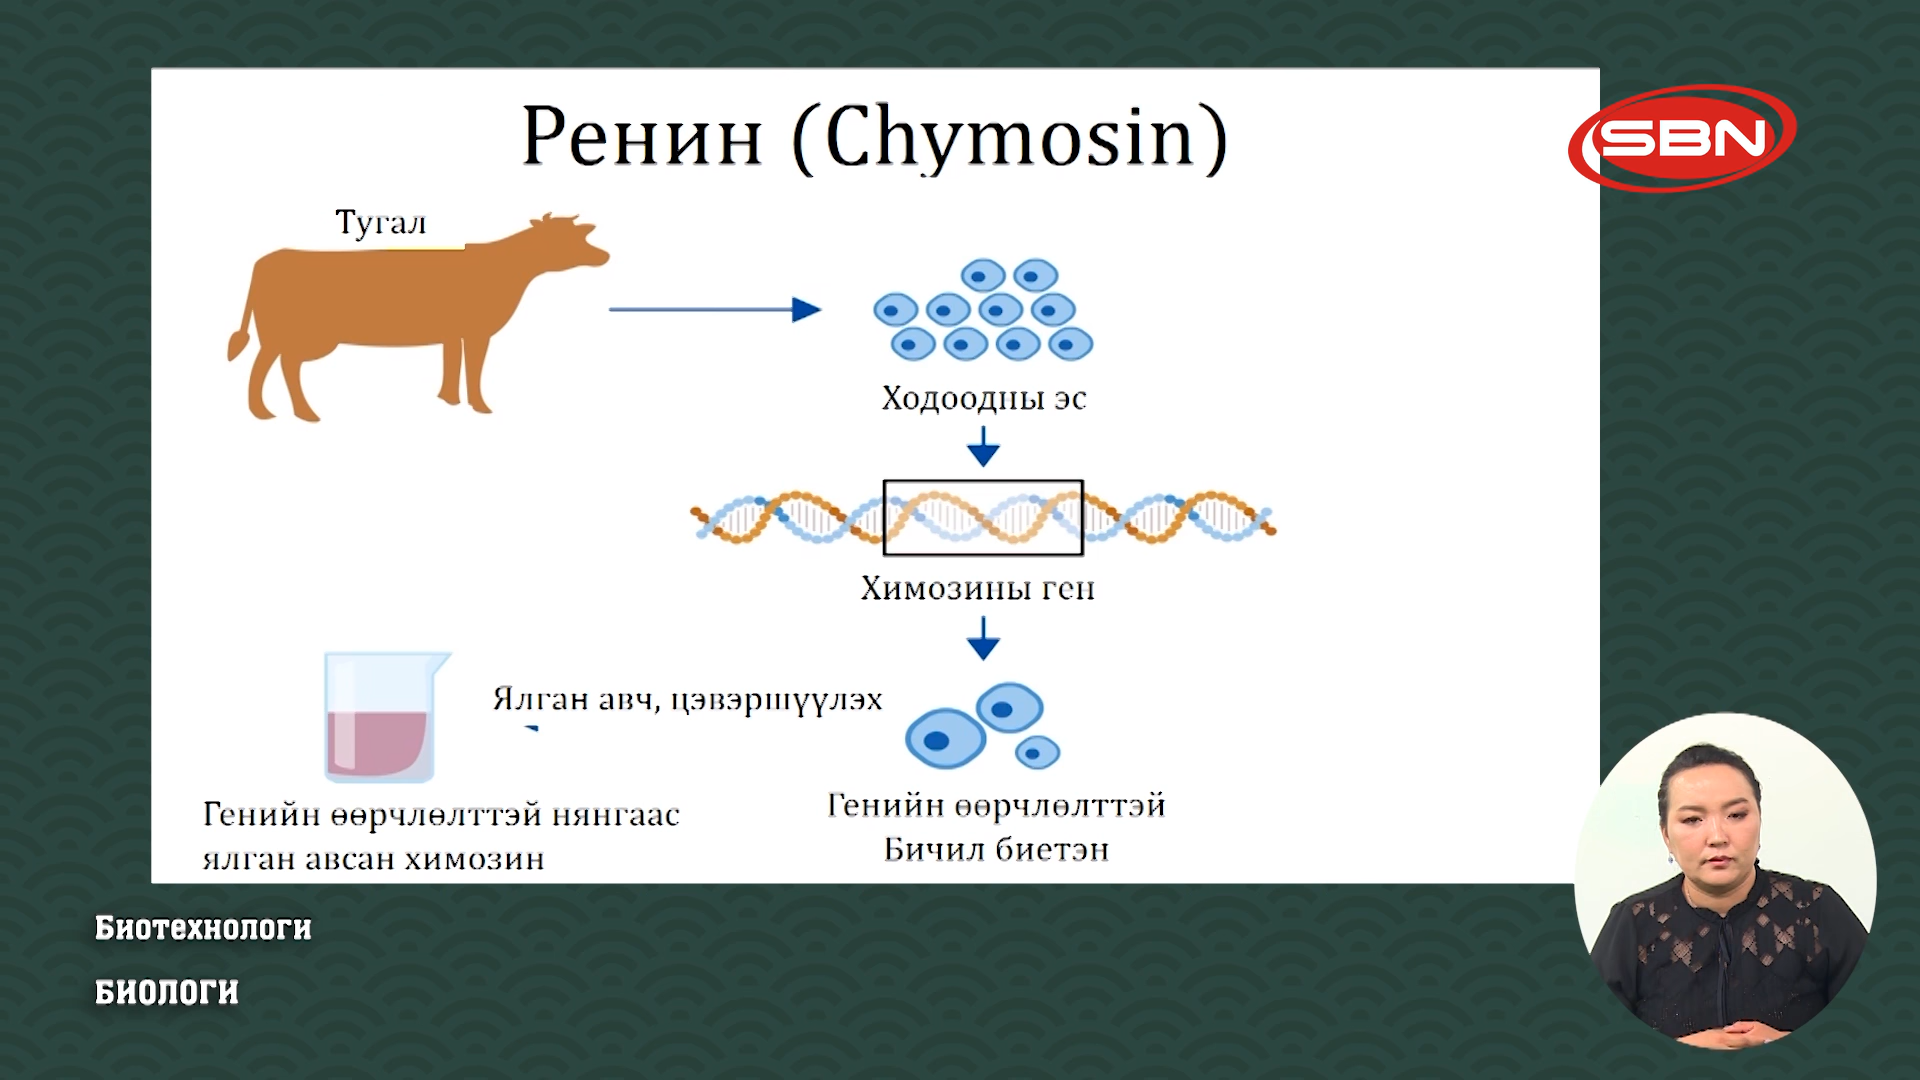 Ренин (Chymosin)
SBN
Тугал
Ходоодны эс
Химозины ген
Ялган авч, цэвэршүүлэх
Генийн өөрчлөлттэй нянгаас
ялган авсан химозин
Генийн өөрчлөлттэй
Бичил биетэн
Биотехнологи
БИОЛОГИ